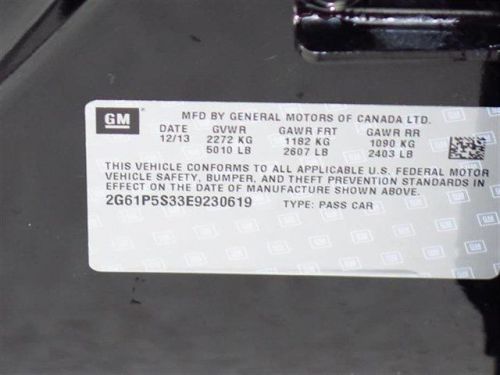 GM
MFD BY GENERAL MOTORS OF CANADA LTD.
DATE GVWR GAWR FRT GAWR RR
12/13 2272 KG 1182 KG 1090 KG
5010 LB 2607 LB 2403 LB
THIS VEHICLE CONFORMS TO ALL APPLICABLE U.S. FEDERAL MOTOR
VEHICLE SAFETY, BUMPER, AND THEFT PREVENTION STANDARDS IN
EFFECT ON THE DATE OF MANUFACTURE SHOWN ABOVE.
2G61P5S33E9230619 TYPE: PASS CAR